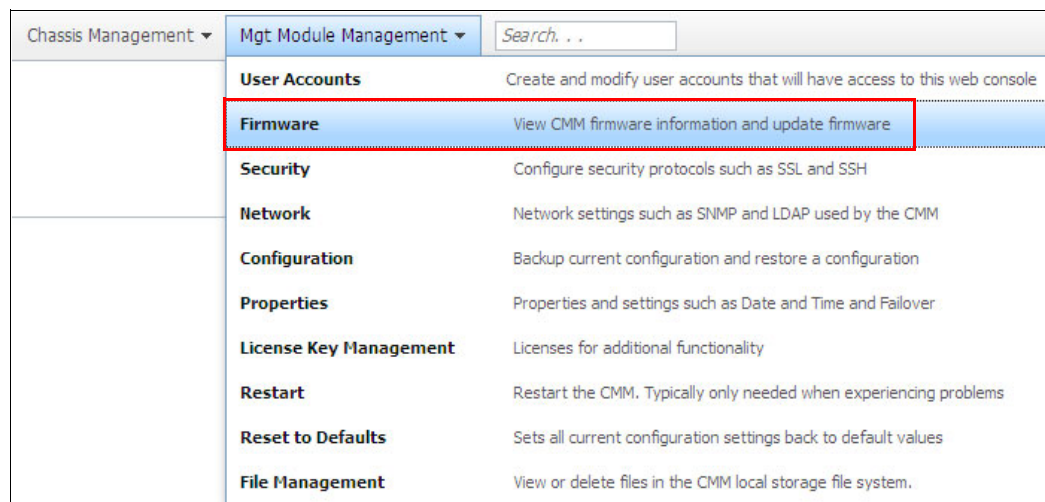 Chassis Management ▾ Mgt Module Management ▾ Search. . .
User Accounts Create and modify user accounts that will have access to this web console
Firmware View CMM firmware information and update firmware
Security Configure security protocols such as SSL and SSH
Network Network settings such as SNMP and LDAP used by the CMM
Configuration Backup current configuration and restore a configuration
Properties Properties and settings such as Date and Time and Failover
License Key Management Licenses for additional functionality
Restart Restart the CMM. Typically only needed when experiencing problems
Reset to Defaults Sets all current configuration settings back to default values
File Management View or delete files in the CMM local storage file system.